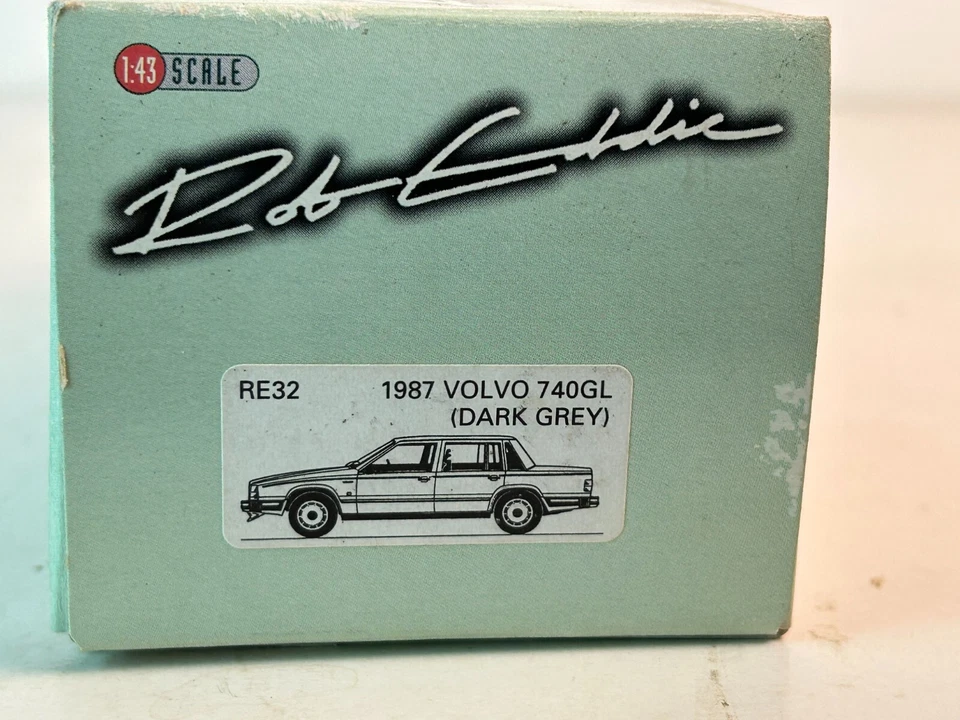 1:43 SCALE
Rob Eddie
RE32 1987 VOLVO 740GL
(DARK GREY)